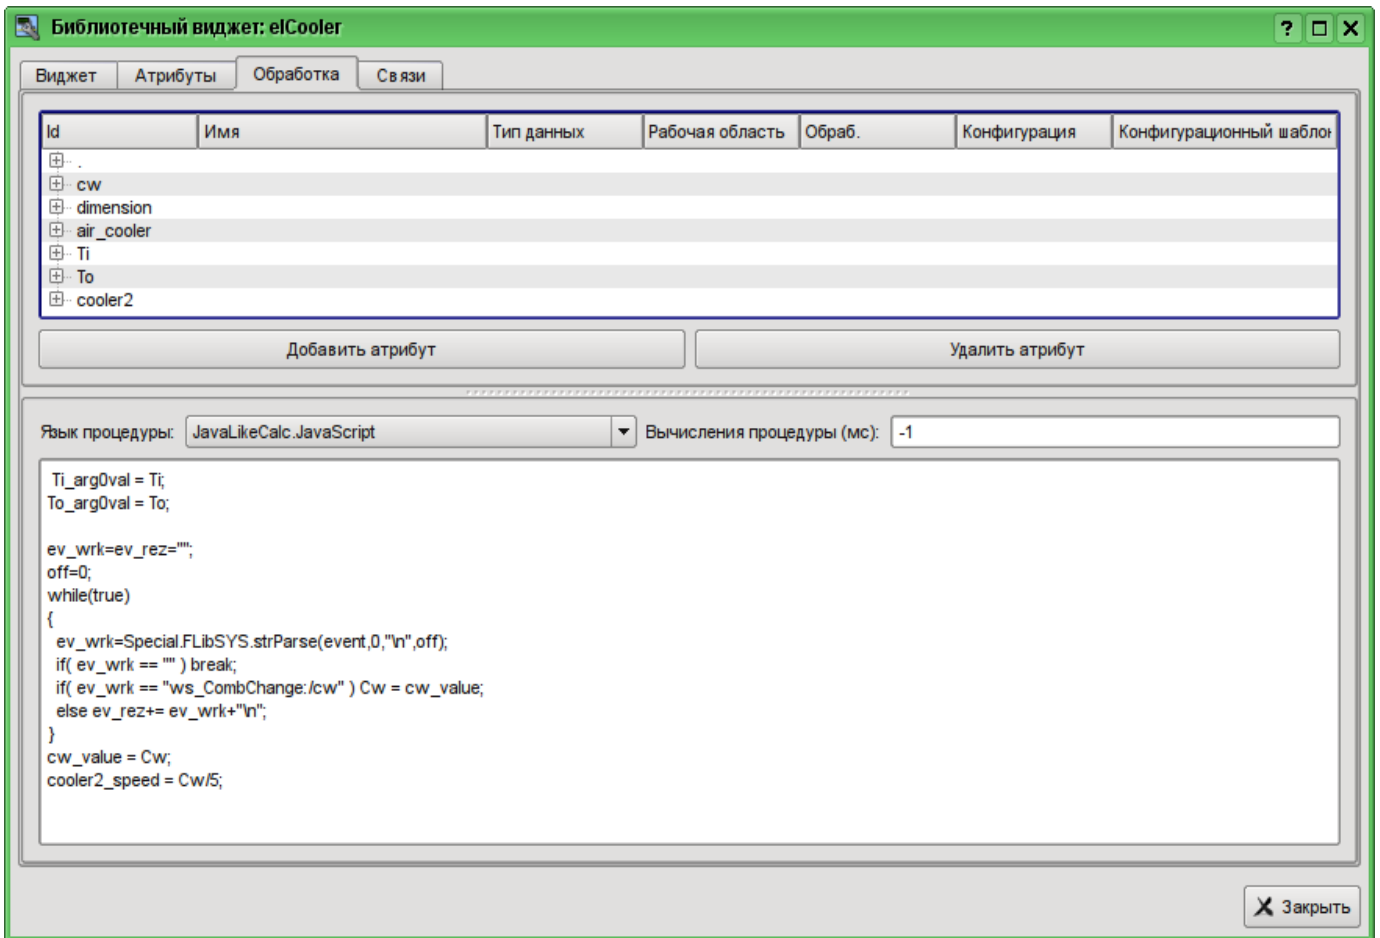 Библиотечный виджет: elCooler
Виджет Атрибуты Обработка Связи
Id Имя Тип данных Рабочая область Обраб. Конфигурация Конфигурационный шаблон
.
cw
dimension
air_cooler
Ti
To
cooler2
Добавить атрибут Удалить атрибут
Язык процедуры: JavaLikeCalc.JavaScript Вычисления процедуры (мс): -1
Ti_arg0val = Ti;
To_arg0val = To;
ev_wrk=ev_rez="";
off=0;
while(true)
{
ev_wrk=Special.FLibSYS.strParse(event,0,"\n",off);
if( ev_wrk == "" ) break;
if( ev_wrk == "ws_CombChange:/cw" ) Cw = cw_value;
else ev_rez+= ev_wrk+"\n";
}
cw_value = Cw;
cooler2_speed = Cw/5;
Закрыть